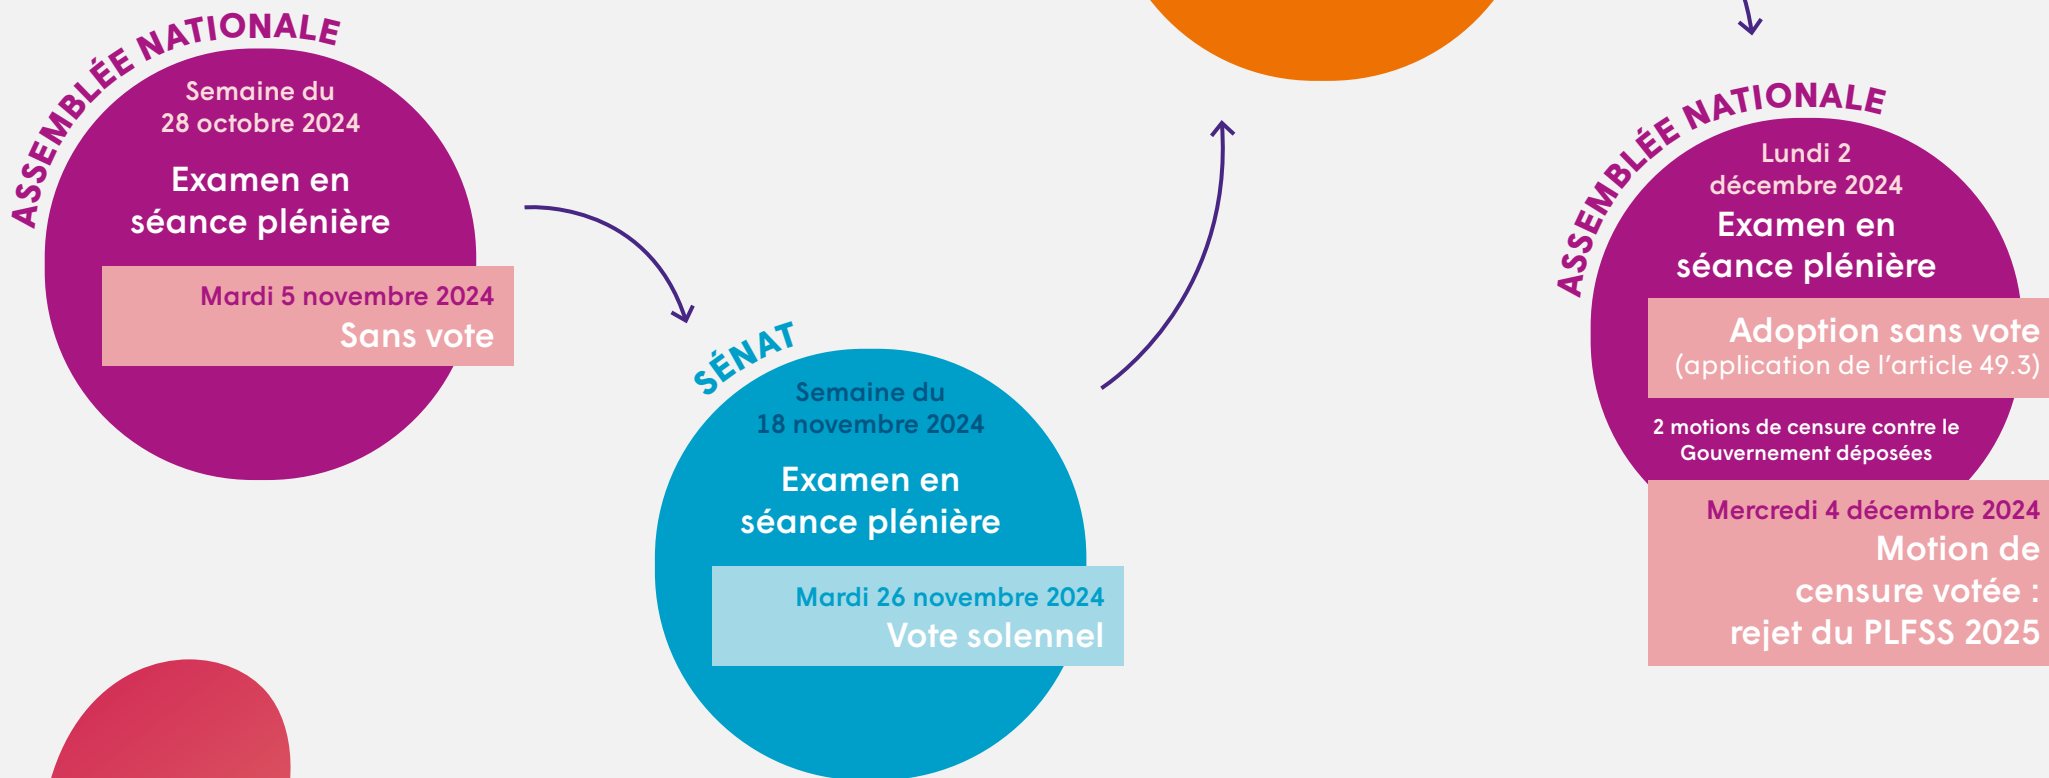 ASSEMBLÉE NATIONALE
Semaine du
28 octobre 2024
Examen en
séance plénière
Mardi 5 novembre 2024
Sans vote
SÉNAT
Semaine du
18 novembre 2024
Examen en
séance plénière
Mardi 26 novembre 2024
Vote solennel
ASSEMBLÉE NATIONALE
Lundi 2
décembre 2024
Examen en
séance plénière
Adoption sans vote
(application de l'article 49.3)
2 motions de censure contre le
Gouvernement déposées
Mercredi 4 décembre 2024
Motion de
censure votée :
rejet du PLFSS 2025